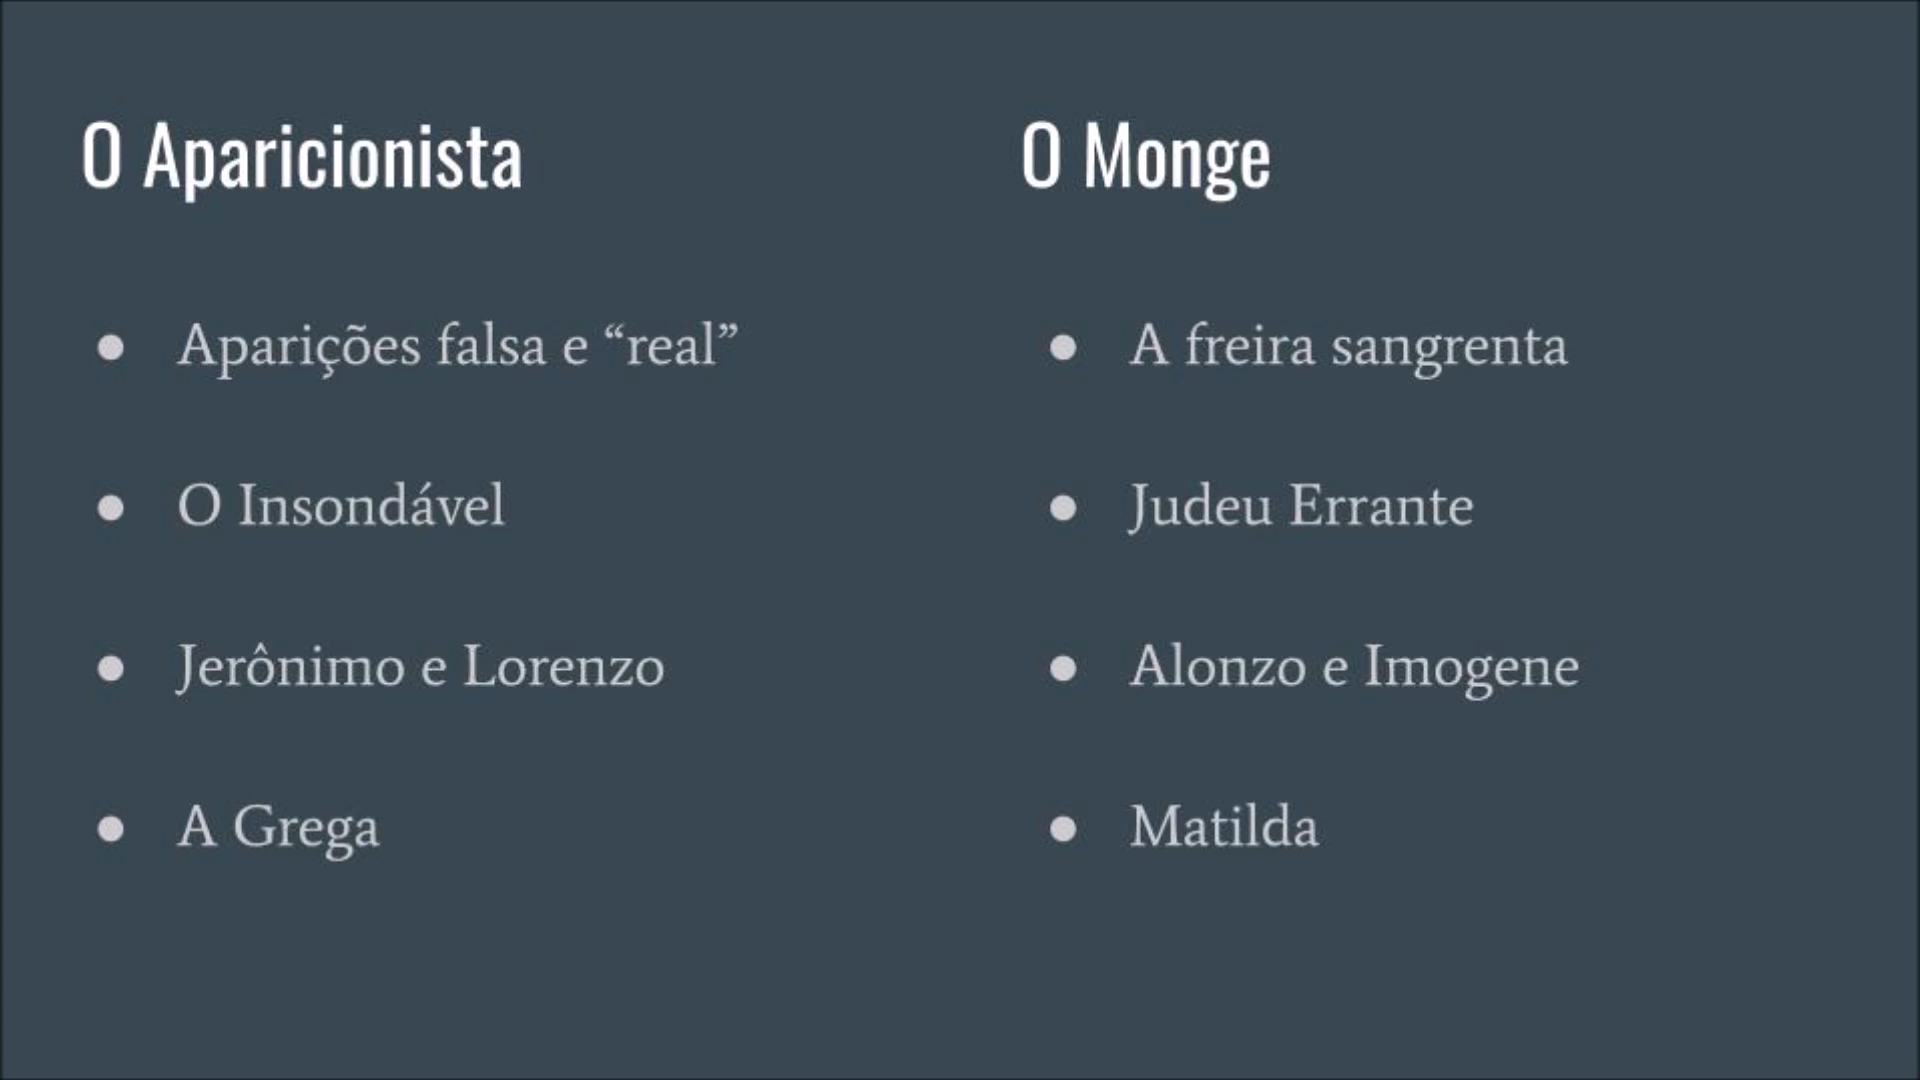 O Aparicionista
● Aparições falsa e “real”
● O Insondável
● Jerônimo e Lorenzo
● A Grega
O Monge
● A freira sangrenta
● Judeu Errante
● Alonzo e Imogene
● Matilda